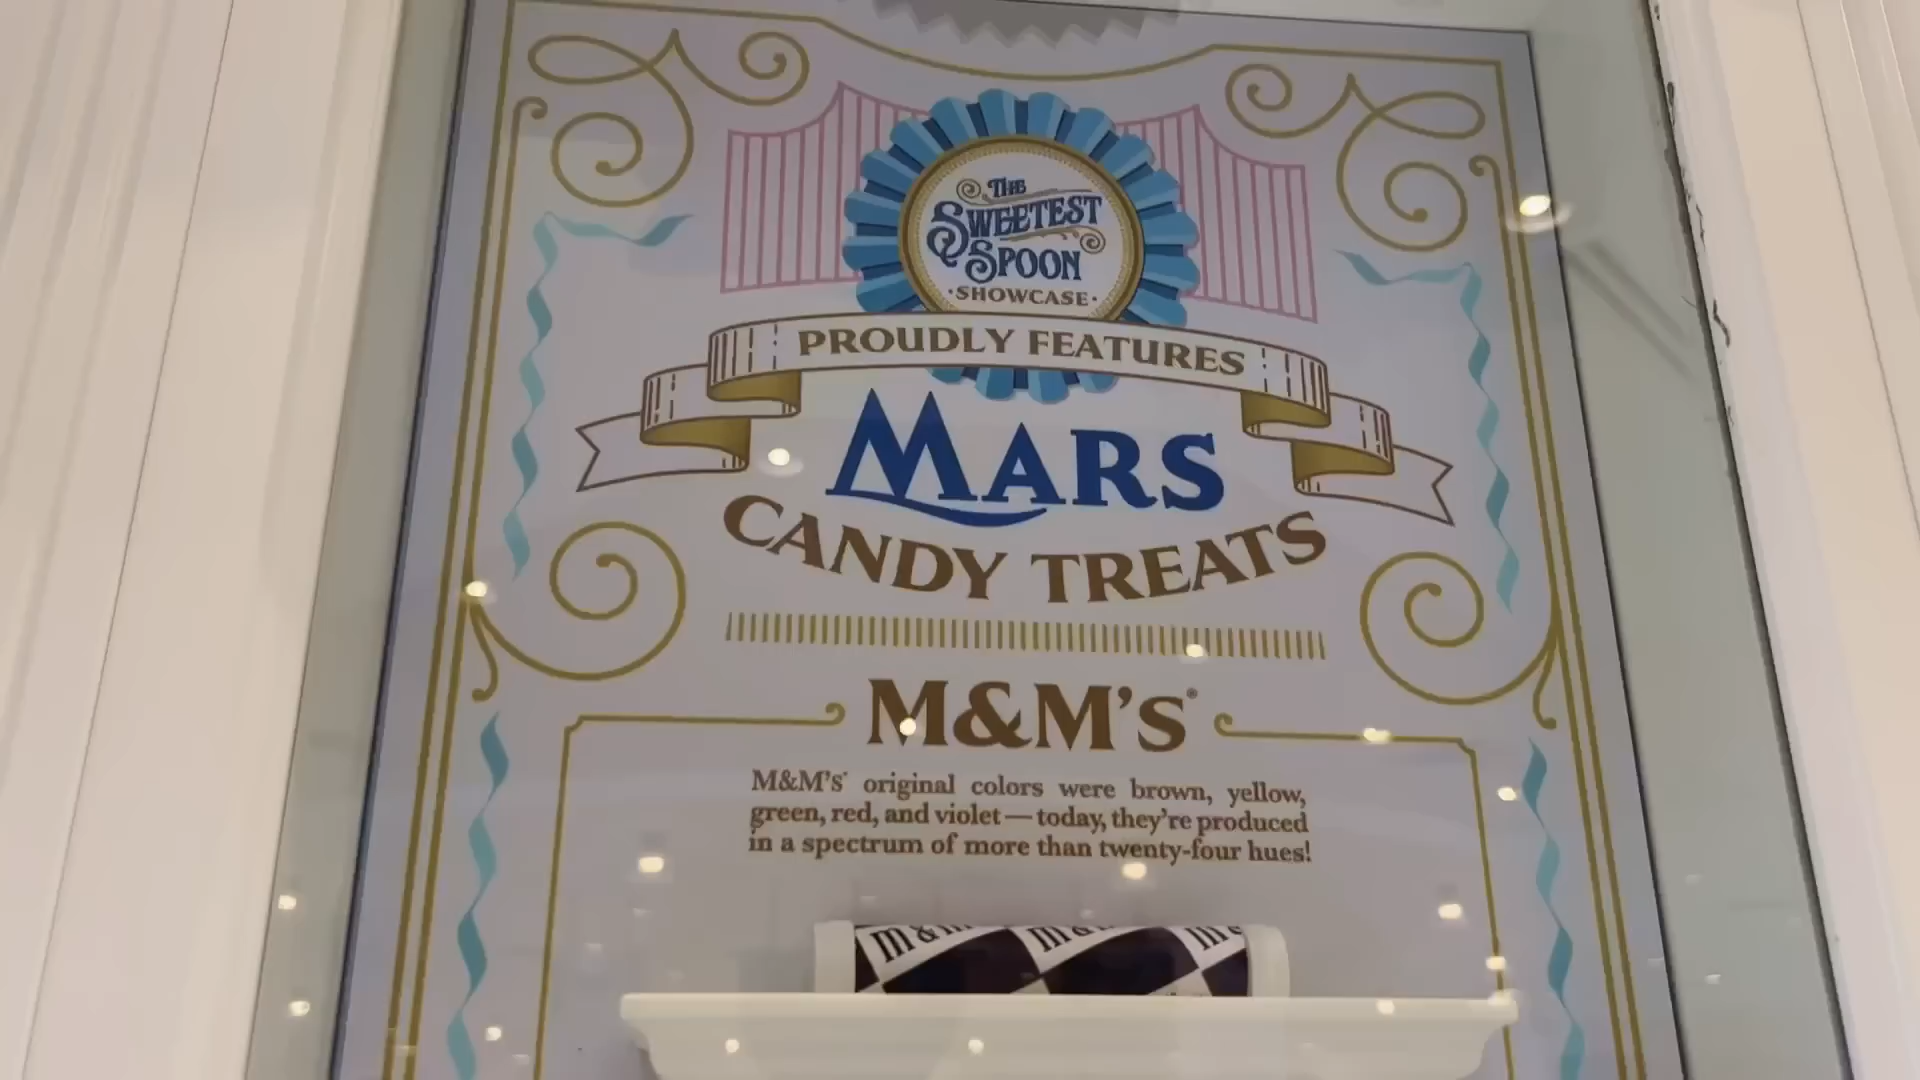 THE
SWEETEST
SPOON
·SHOWCASE·
PROUDLY FEATURES
MARS
CANDY TREATS
M&M'S®
M&M's® original colors were brown, yellow,
green, red, and violet — today, they're produced
in a spectrum of more than twenty-four hues!
m&m